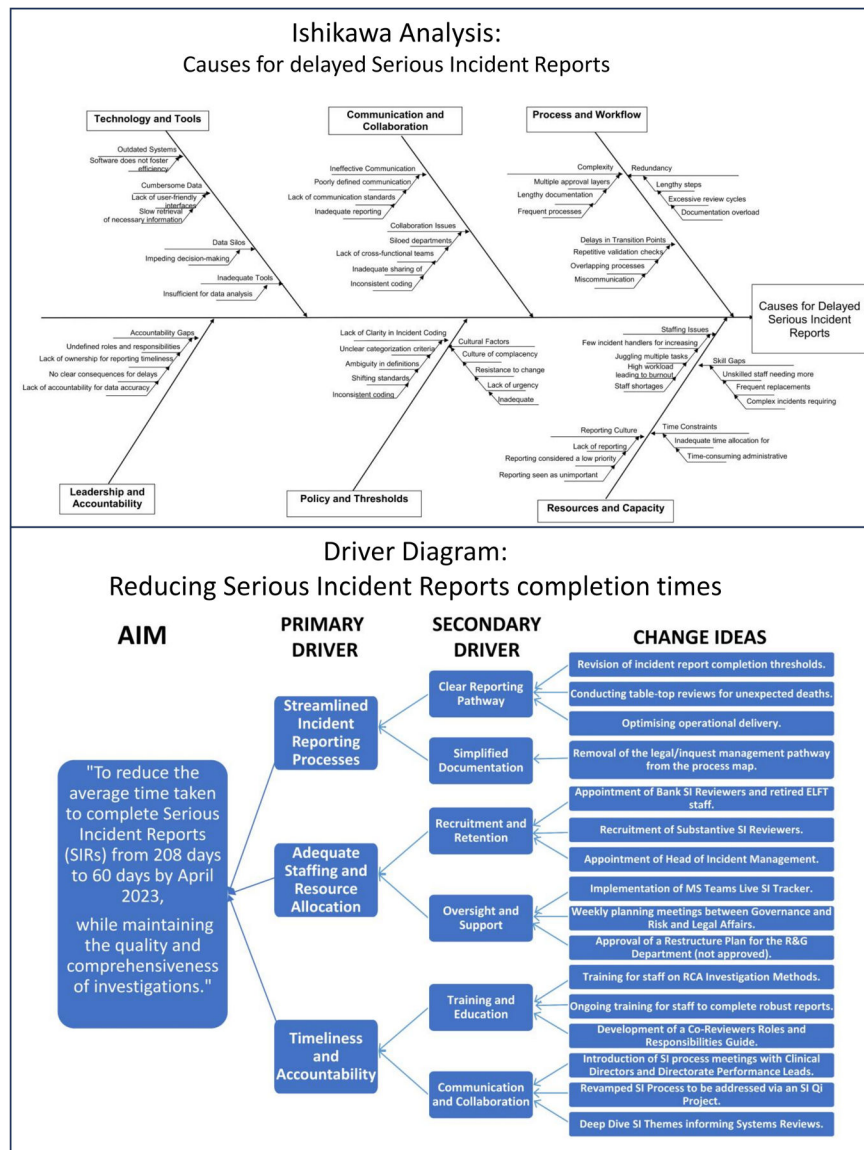 Ishikawa Analysis:
Causes for delayed Serious Incident Reports
Technology and Tools
Outdated Systems
Software does not foster
efficiency
Cumbersome Data
Lack of user-friendly
interfaces
Slow retrieval
of necessary information
Data Silos
Impeding decision-making
Inadequate Tools
Insufficient for data analysis
Communication and
Collaboration
Ineffective Communication
Poorly defined communication
Lack of communication standards
Inadequate reporting
Collaboration Issues
Siloed departments
Lack of cross-functional teams
Inadequate sharing of
Inconsistent coding
Process and Workflow
Complexity
Multiple approval layers
Lengthy documentation
Frequent processes
Redundancy
Lengthy steps
Excessive review cycles
Documentation overload
Delays in Transition Points
Repetitive validation checks
Overlapping processes
Miscommunication
Causes for Delayed
Serious Incident
Reports
Accountability Gaps
Undefined roles and responsibilities
Lack of ownership for reporting timeliness
No clear consequences for delays
Lack of accountability for data accuracy
Leadership and
Accountability
Lack of Clarity in Incident Coding
Unclear categorization criteria
Ambiguity in definitions
Shifting standards
Inconsistent coding
Cultural Factors
Culture of complacency
Resistance to change
Lack of urgency
Inadequate
Policy and Thresholds
Staffing Issues
Few incident handlers for increasing
Juggling multiple tasks
High workload
leading to burnout
Staff shortages
Skill Gaps
Unskilled staff needing more
Frequent replacements
Complex incidents requiring
Reporting Culture
Lack of reporting
Reporting considered a low priority
Reporting seen as unimportant
Time Constraints
Inadequate time allocation for
Time-consuming administrative
Resources and Capacity
Driver Diagram:
Reducing Serious Incident Reports completion times
AIM
"To reduce the
average time taken
to complete Serious
Incident Reports
(SIRs) from 208 days
to 60 days by April
2023,
while maintaining
the quality and
comprehensiveness
of investigations."
PRIMARY
DRIVER
Streamlined
Incident
Reporting
Processes
Adequate
Staffing and
Resource
Allocation
Timeliness
and
Accountability
SECONDARY
DRIVER
Clear Reporting
Pathway
Simplified
Documentation
Recruitment and
Retention
Oversight and
Support
Training and
Education
Communication
and Collaboration
CHANGE IDEAS
Revision of incident report completion thresholds.
Conducting table-top reviews for unexpected deaths.
Optimising operational delivery.
Removal of the legal/inquest management pathway
from the process map.
Appointment of Bank SI Reviewers and retired ELFT
staff.
Recruitment of Substantive SI Reviewers.
Appointment of Head of Incident Management.
Implementation of MS Teams Live SI Tracker.
Weekly planning meetings between Governance and
Risk and Legal Affairs.
Approval of a Restructure Plan for the R&G
Department (not approved).
Training for staff on RCA Investigation Methods.
Ongoing training for staff to complete robust reports.
Development of a Co-Reviewers Roles and
Responsibilities Guide.
Introduction of SI process meetings with Clinical
Directors and Directorate Performance Leads.
Revamped SI Process to be addressed via an SI Qi
Project.
Deep Dive SI Themes informing Systems Reviews.